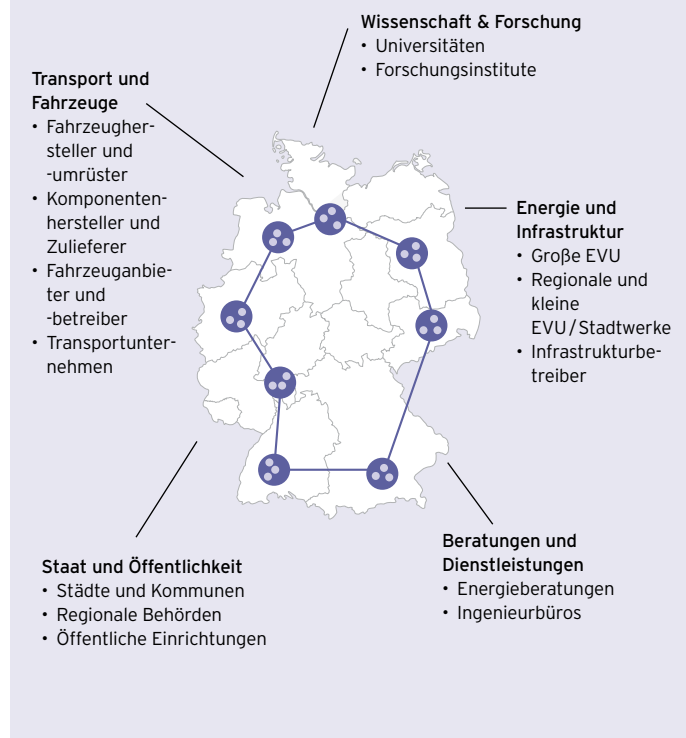 Wissenschaft & Forschung
• Universitäten
• Forschungsinstitute
Transport und
Fahrzeuge
• Fahrzeugher-
steller und
-umrüster
• Komponenten-
hersteller und
Zulieferer
• Fahrzeuganbie-
ter und
-betreiber
• Transportunter-
nehmen
Energie und
Infrastruktur
• Große EVU
• Regionale und
kleine
EVU/Stadtwerke
• Infrastrukturbe-
treiber
Staat und Öffentlichkeit
• Städte und Kommunen
• Regionale Behörden
• Öffentliche Einrichtungen
Beratungen und
Dienstleistungen
• Energieberatungen
• Ingenieurbüros